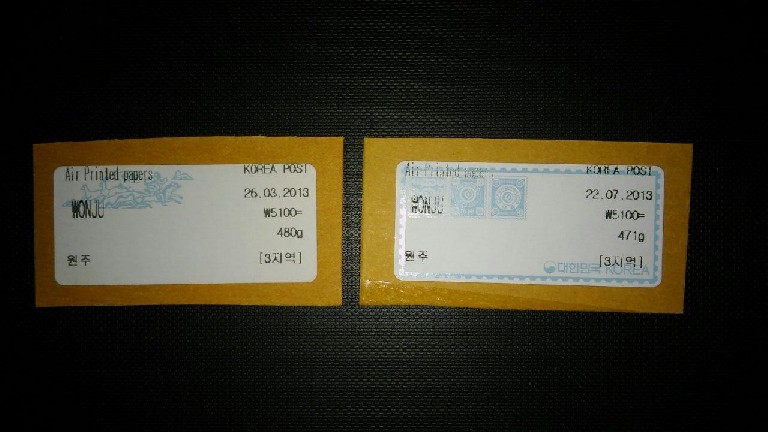 Air Printed papers
KOREA POST
WONJU
25.03.2013
₩5100=
480g
원주
[3지역]
Air Printed papers
KOREA POST
WONJU
22.07.2013
₩5100=
471g
원주
[3지역]
대한민국 KOREA